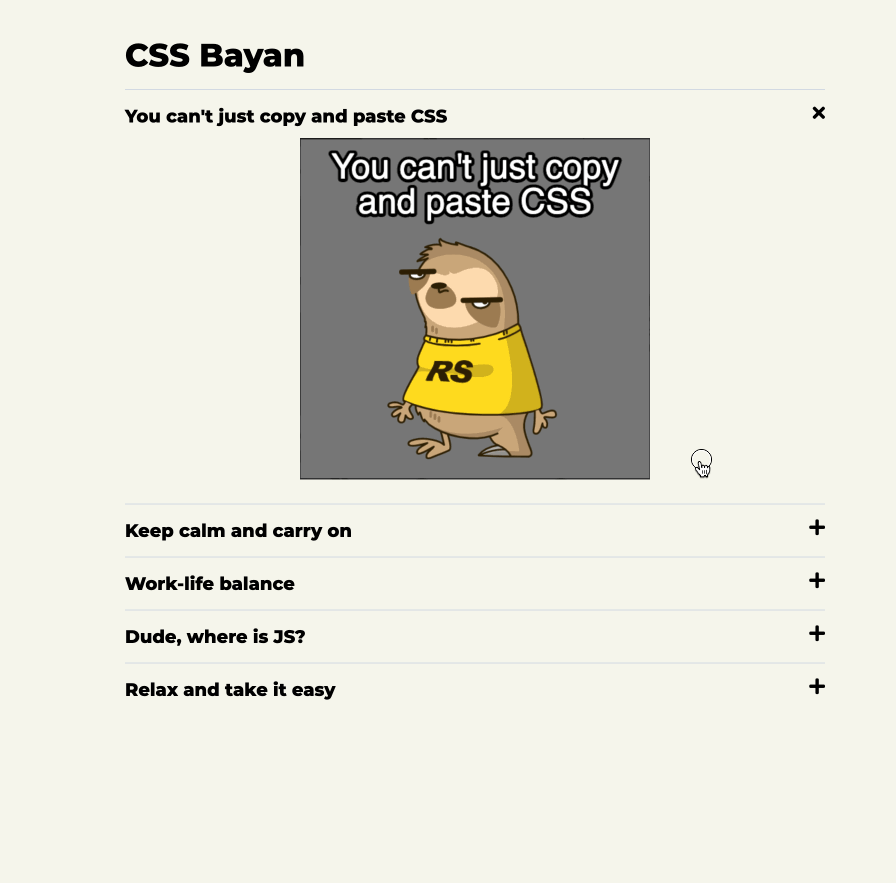 CSS Bayan
You can't just copy and paste CSS
You can't just copy
and paste CSS
RS
Keep calm and carry on
Work-life balance
Dude, where is JS?
Relax and take it easy